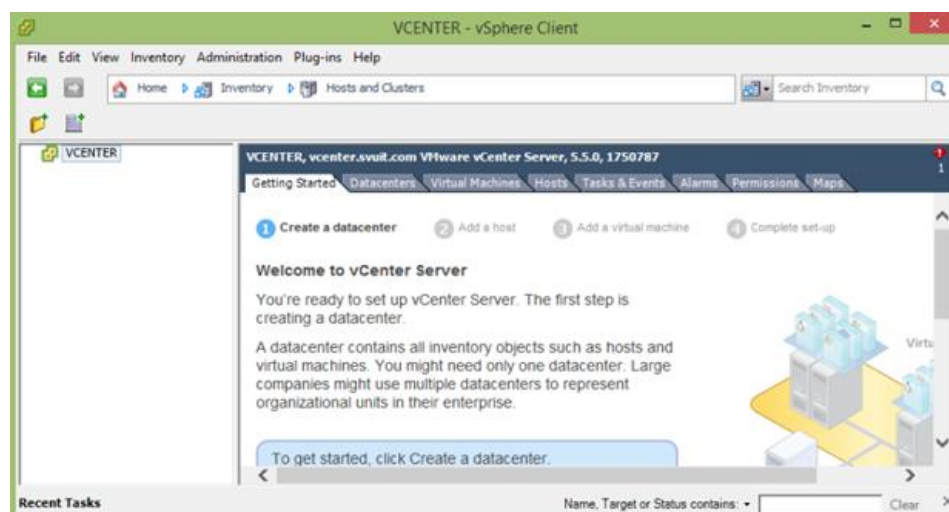 VCENTER - vSphere Client
File Edit View Inventory Administration Plug-ins Help
Home Inventory Hosts and Clusters Search Inventory
VCENTER
VCENTER, vcenter.svuit.com VMware vCenter Server, 5.5.0, 1750787
1
Getting Started Datacenters Virtual Machines Hosts Tasks & Events Alarms Permissions Maps
1 Create a datacenter 2 Add a host 3 Add a virtual machine 4 Complete set-up
Welcome to vCenter Server
You're ready to set up vCenter Server. The first step is
creating a datacenter.
A datacenter contains all inventory objects such as hosts and
virtual machines. You might need only one datacenter. Large
companies might use multiple datacenters to represent
organizational units in their enterprise.
Virtu
To get started, click Create a datacenter.
Recent Tasks Name, Target or Status contains: Clear